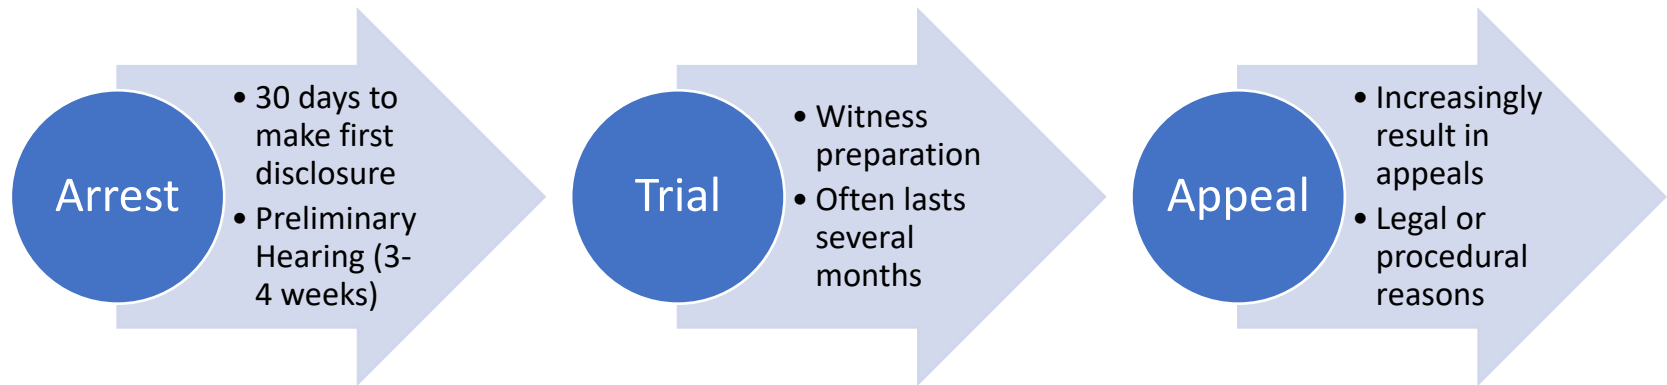 Arrest
• 30 days to
make first
disclosure
• Preliminary
Hearing (3-
4 weeks)
Trial
• Witness
preparation
• Often lasts
several
months
Appeal
• Increasingly
result in
appeals
• Legal or
procedural
reasons